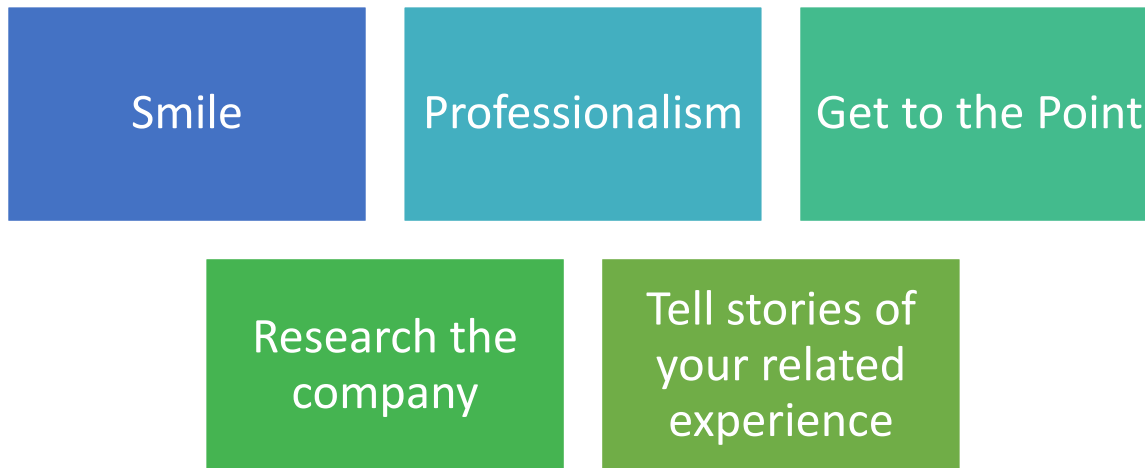 Smile
Professionalism
Get to the Point
Research the
company
Tell stories of
your related
experience